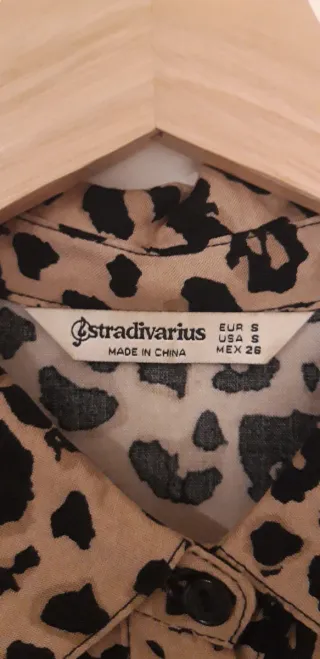 stradivarius
MADE IN CHINA
EUR S
USA S
MEX 26